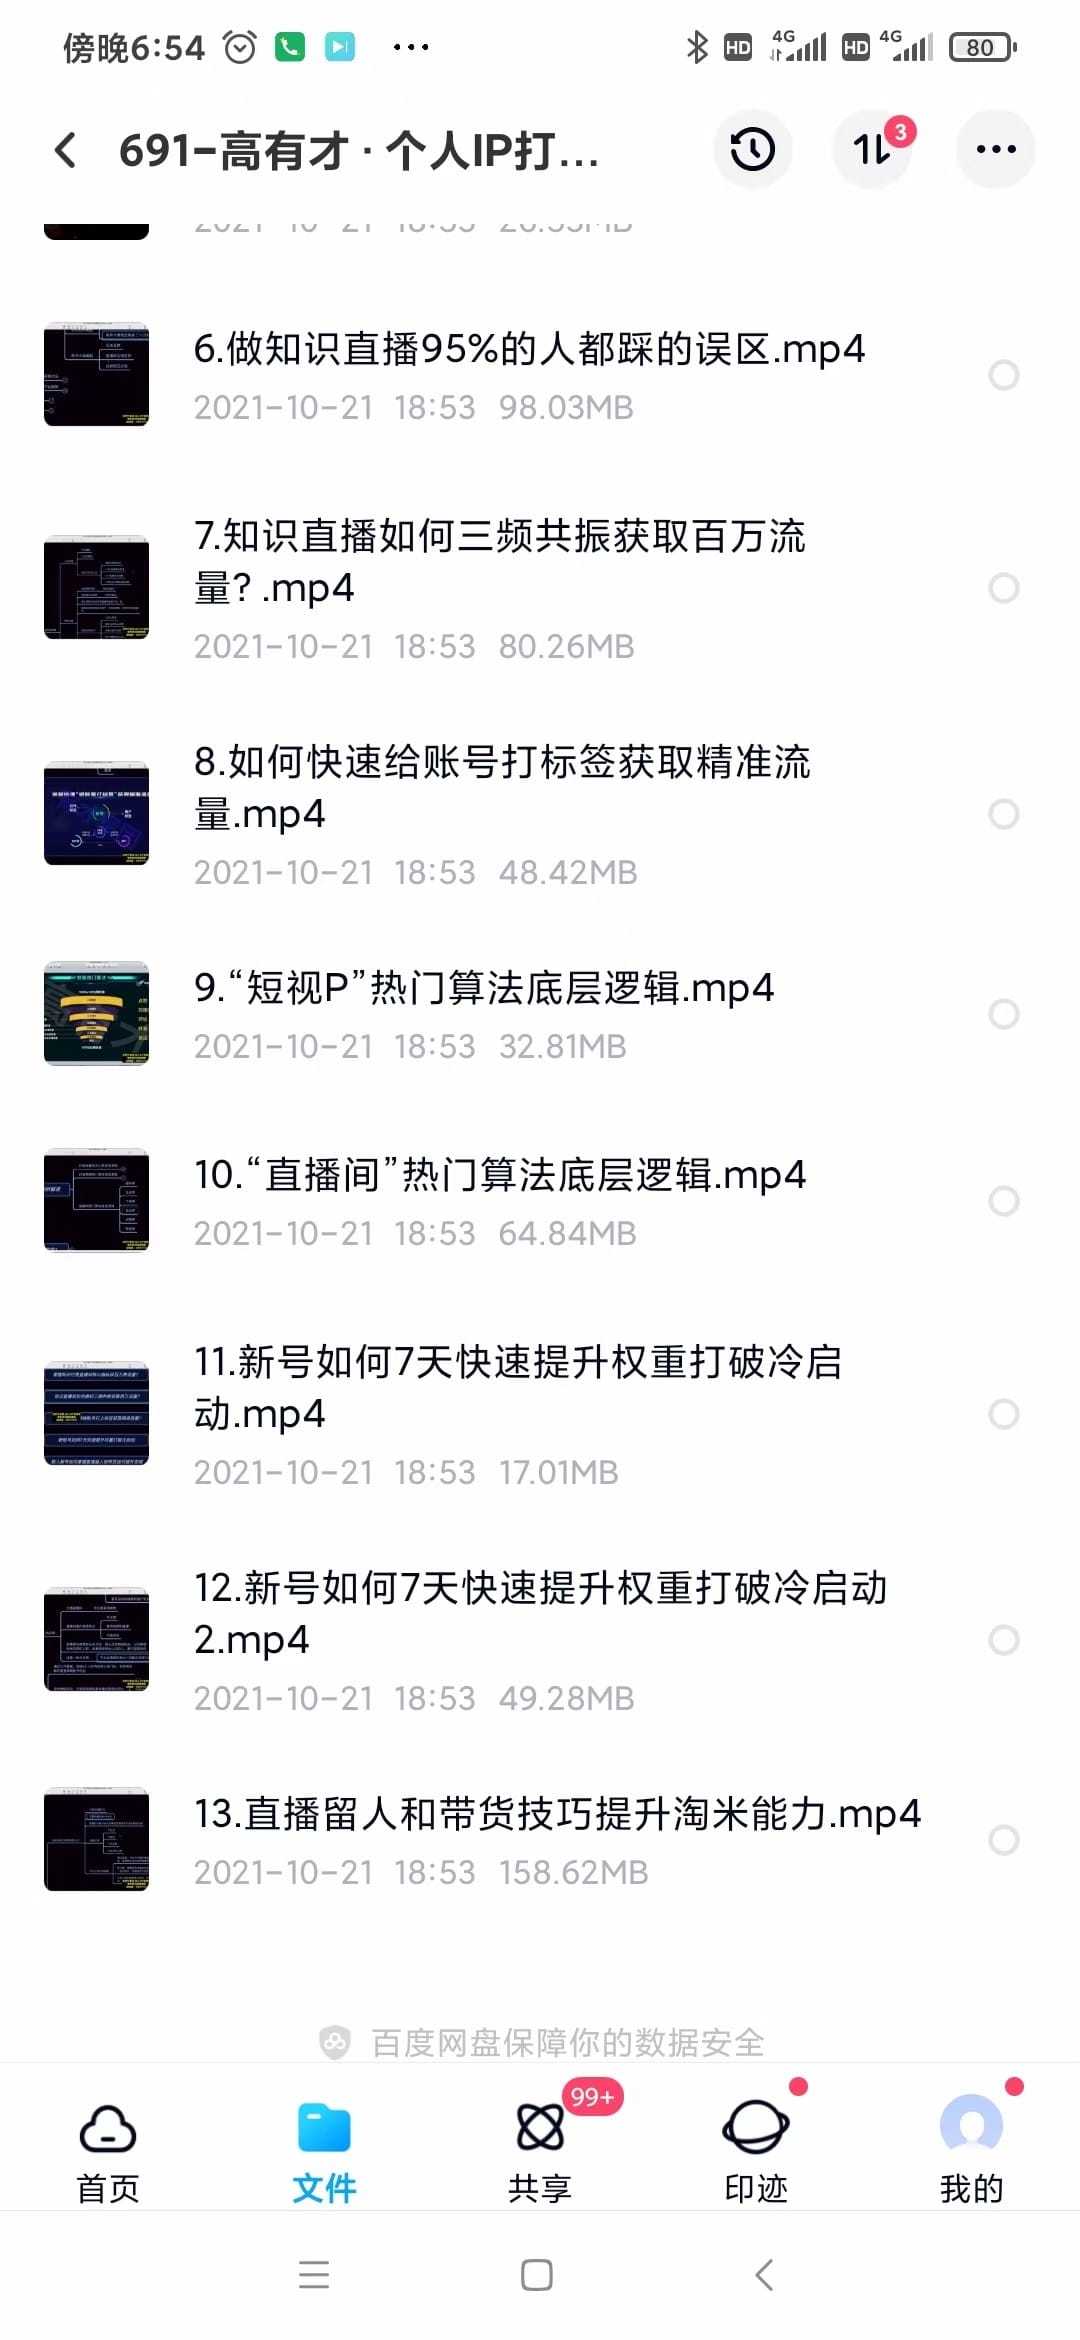 傍晚6:54
HD 4G HD 4G 80
691-高有才·个人IP打...
3
6.做知识直播95%的人都踩的误区.mp4
2021-10-21 18:53 98.03MB
7.知识直播如何三频共振获取百万流
量? .mp4
2021-10-21 18:53 80.26MB
8.如何快速给账号打标签获取精准流
量.mp4
2021-10-21 18:53 48.42MB
9.“短视P”热门算法底层逻辑.mp4
2021-10-21 18:53 32.81MB
10.“直播间”热门算法底层逻辑.mp4
2021-10-21 18:53 64.84MB
11.新号如何7天快速提升权重打破冷启
动.mp4
2021-10-21 18:53 17.01MB
12.新号如何7天快速提升权重打破冷启动
2.mp4
2021-10-21 18:53 49.28MB
13.直播留人和带货技巧提升淘米能力.mp4
2021-10-21 18:53 158.62MB
百度网盘保障你的数据安全
99+
首页 文件 共享 印迹 我的